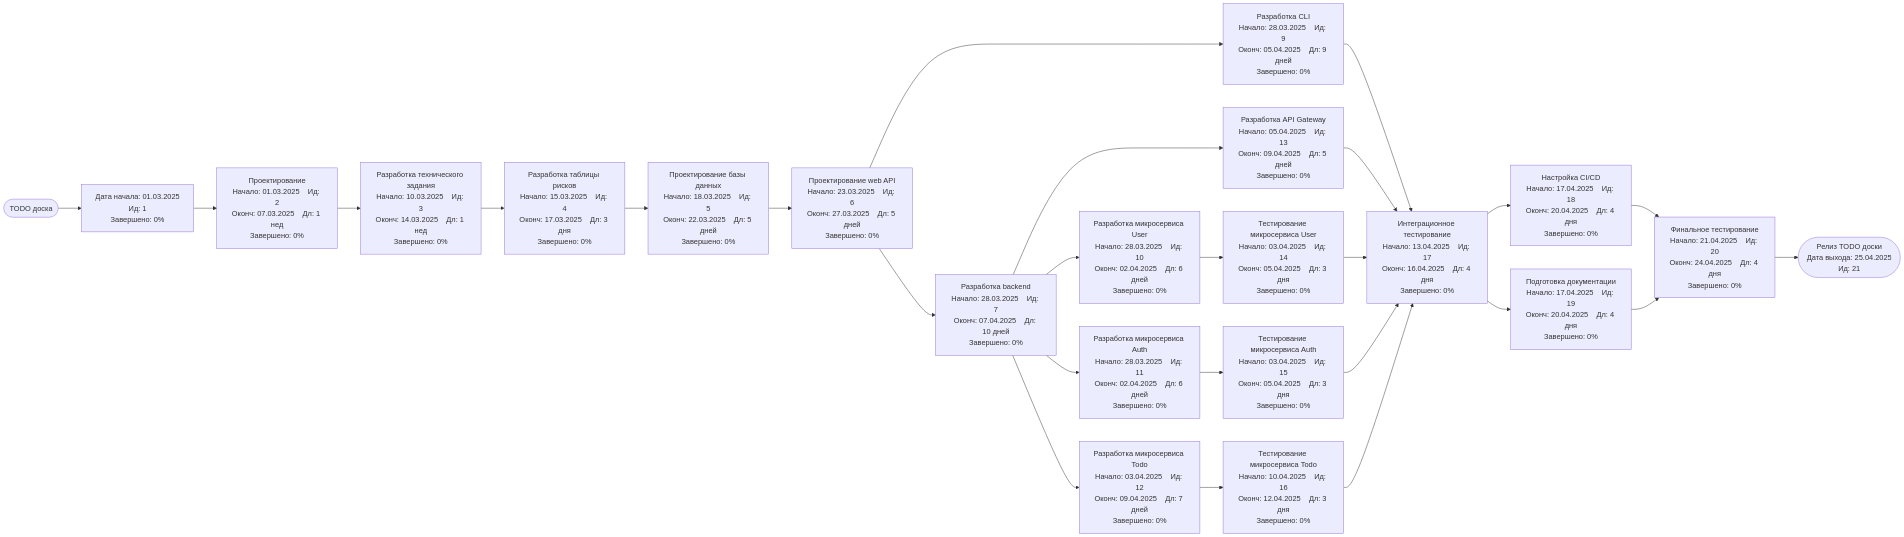 TODO доска
Дата начала: 01.03.2025
Ид: 1
Завершено: 0%
Проектирование
Начало: 01.03.2025 Ид:
2
Оконч: 07.03.2025 Дл: 1
нед
Завершено: 0%
Разработка технического
задания
Начало: 10.03.2025 Ид:
3
Оконч: 14.03.2025 Дл: 1
нед
Завершено: 0%
Разработка таблицы
рисков
Начало: 15.03.2025 Ид:
4
Оконч: 17.03.2025 Дл: 3
дня
Завершено: 0%
Проектирование базы
данных
Начало: 18.03.2025 Ид:
5
Оконч: 22.03.2025 Дл: 5
дней
Завершено: 0%
Проектирование web API
Начало: 23.03.2025 Ид:
6
Оконч: 27.03.2025 Дл: 5
дней
Завершено: 0%
Разработка backend
Начало: 28.03.2025 Ид:
7
Оконч: 07.04.2025 Дл:
10 дней
Завершено: 0%
Разработка CLI
Начало: 28.03.2025 Ид:
9
Оконч: 05.04.2025 Дл: 9
дней
Завершено: 0%
Разработка API Gateway
Начало: 05.04.2025 Ид:
13
Оконч: 09.04.2025 Дл: 5
дней
Завершено: 0%
Разработка микросервиса
User
Начало: 28.03.2025 Ид:
10
Оконч: 02.04.2025 Дл: 6
дней
Завершено: 0%
Тестирование
микросервиса User
Начало: 03.04.2025 Ид:
14
Оконч: 05.04.2025 Дл: 3
дня
Завершено: 0%
Разработка микросервиса
Auth
Начало: 28.03.2025 Ид:
11
Оконч: 02.04.2025 Дл: 6
дней
Завершено: 0%
Тестирование
микросервиса Auth
Начало: 03.04.2025 Ид:
15
Оконч: 05.04.2025 Дл: 3
дня
Завершено: 0%
Разработка микросервиса
Todo
Начало: 03.04.2025 Ид:
12
Оконч: 09.04.2025 Дл: 7
дней
Завершено: 0%
Тестирование
микросервиса Todo
Начало: 10.04.2025 Ид:
16
Оконч: 12.04.2025 Дл: 3
дня
Завершено: 0%
Интеграционное
тестирование
Начало: 13.04.2025 Ид:
17
Оконч: 16.04.2025 Дл: 4
дня
Завершено: 0%
Настройка CI/CD
Начало: 17.04.2025 Ид:
18
Оконч: 20.04.2025 Дл: 4
дня
Завершено: 0%
Подготовка документации
Начало: 17.04.2025 Ид:
19
Оконч: 20.04.2025 Дл: 4
дня
Завершено: 0%
Финальное тестирование
Начало: 21.04.2025 Ид:
20
Оконч: 24.04.2025 Дл: 4
дня
Завершено: 0%
Релиз TODO доски
Дата выхода: 25.04.2025
Ид: 21